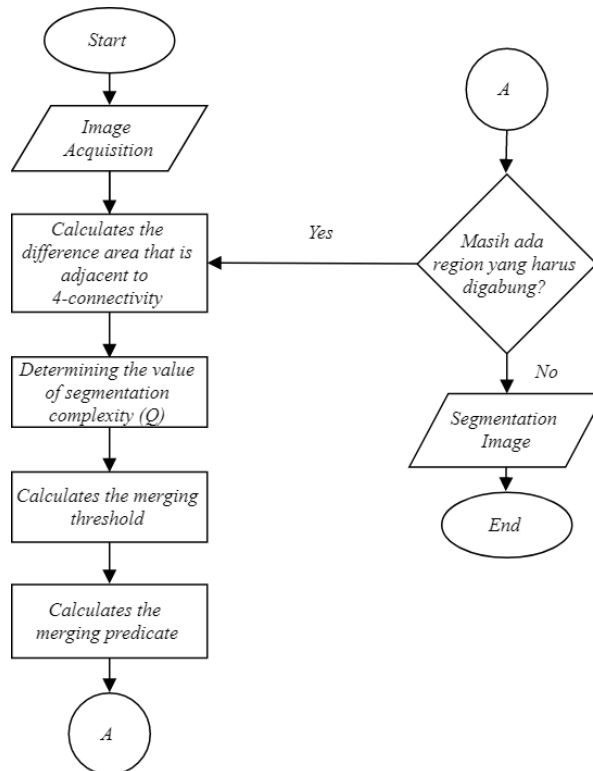 Start
Image
Acquisition
Calculates the
difference area that is
adjacent to
4-connectivity
Determining the value
of segmentation
complexity (Q)
Calculates the merging
threshold
Calculates the
merging predicate
A
A
Masih ada
region yang harus
digabung?
Yes
No
Segmentation
Image
End